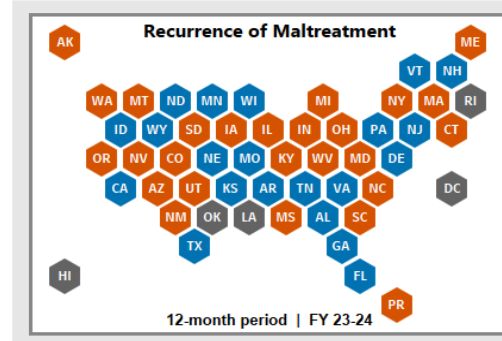 Recurrence of Maltreatment
AK ME
VT NH
WA MT ND MN WI MI NY MA RI
ID WY SD IA IL IN OH PA NJ CT
OR NV CO NE MO KY WV MD DE
CA AZ UT KS AR TN VA NC DC
NM OK LA MS AL SC
TX GA
HI FL
PR
12-month period | FY 23-24